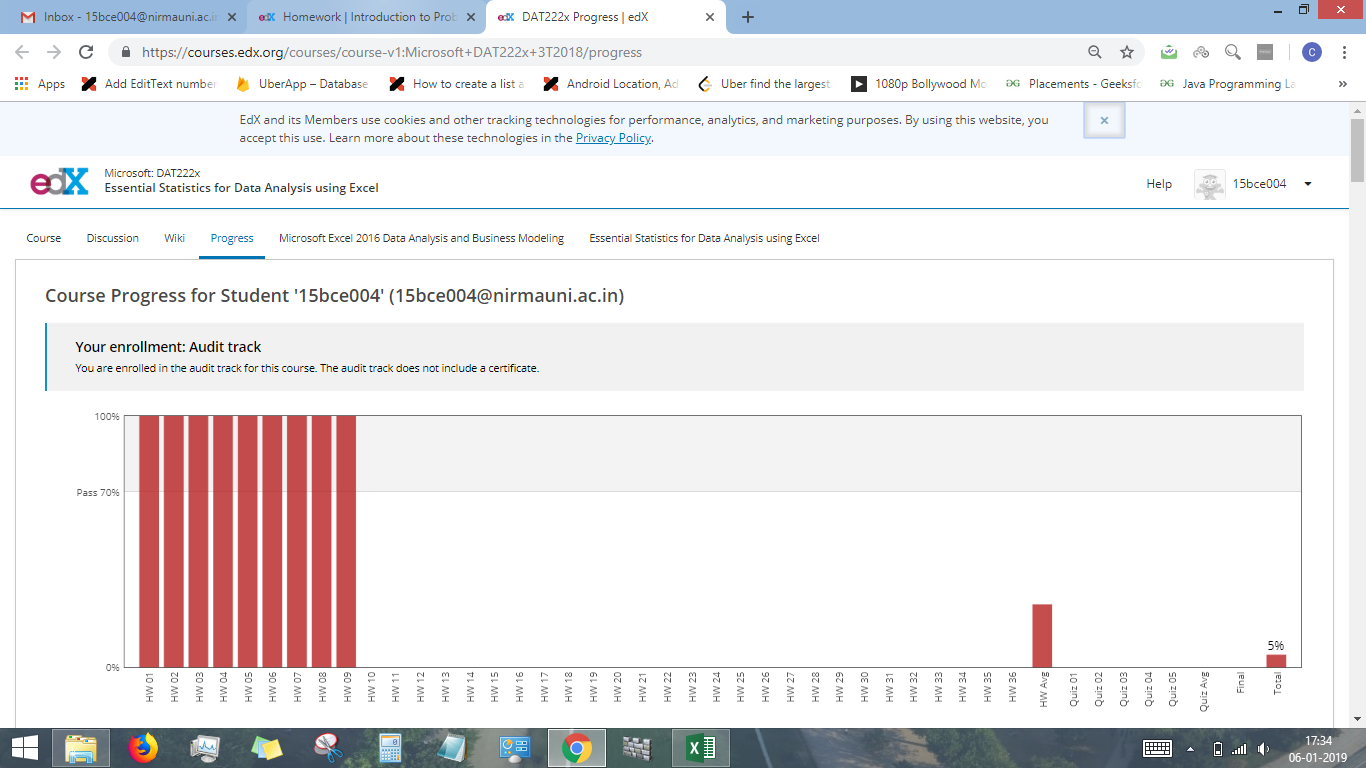 Inbox - 15bce004@nirmauni.ac.in
Homework | Introduction to Prob
DAT222x Progress | edX
https://courses.edx.org/courses/course-v1:Microsoft+DAT222x+3T2018/progress
C
Apps
Add EditText number
UberApp – Database
How to create a list a
Android Location, Ad
Uber find the largest
1080p Bollywood Mo
Placements - Geeksfo
Java Programming La
»
EdX and its Members use cookies and other tracking technologies for performance, analytics, and marketing purposes. By using this website, you
accept this use. Learn more about these technologies in the Privacy Policy.
×
edX
Microsoft: DAT222x
Essential Statistics for Data Analysis using Excel
Help
15bce004
Course
Discussion
Wiki
Progress
Microsoft Excel 2016 Data Analysis and Business Modeling
Essential Statistics for Data Analysis using Excel
Course Progress for Student '15bce004' (15bce004@nirmauni.ac.in)
Your enrollment: Audit track
You are enrolled in the audit track for this course. The audit track does not include a certificate.
100%
Pass 70%
0%
5%
HW 01
HW 02
HW 03
HW 04
HW 05
HW 06
HW 07
HW 08
HW 09
HW 10
HW 11
HW 12
HW 13
HW 14
HW 15
HW 16
HW 17
HW 18
HW 19
HW 20
HW 21
HW 22
HW 23
HW 24
HW 25
HW 26
HW 27
HW 28
HW 29
HW 30
HW 31
HW 32
HW 33
HW 34
HW 35
HW 36
HW Avg
Quiz 01
Quiz 02
Quiz 03
Quiz 04
Quiz 05
Quiz Avg
Final
Total
17:34
06-01-2019